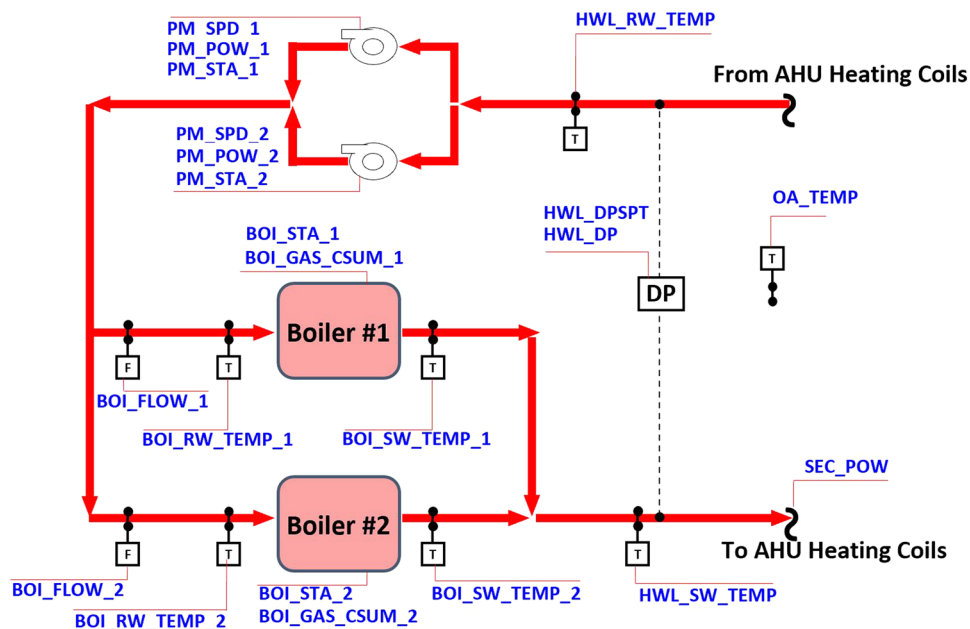 PM_SPD_1
PM_POW_1
PM_STA_1
HWL_RW_TEMP
From AHU Heating Coils
T
PM_SPD_2
PM_POW_2
PM_STA_2
OA_TEMP
T
HWL_DPSPT
HWL_DP
DP
BOI_STA_1
BOI_GAS_CSUM_1
Boiler #1
F
T
T
BOI_FLOW_1
BOI_RW_TEMP_1
BOI_SW_TEMP_1
SEC_POW
Boiler #2
To AHU Heating Coils
F
T
T
T
BOI_FLOW_2
BOI_RW_TEMP_2
BOI_STA_2
BOI_GAS_CSUM_2
BOI_SW_TEMP_2
HWL_SW_TEMP